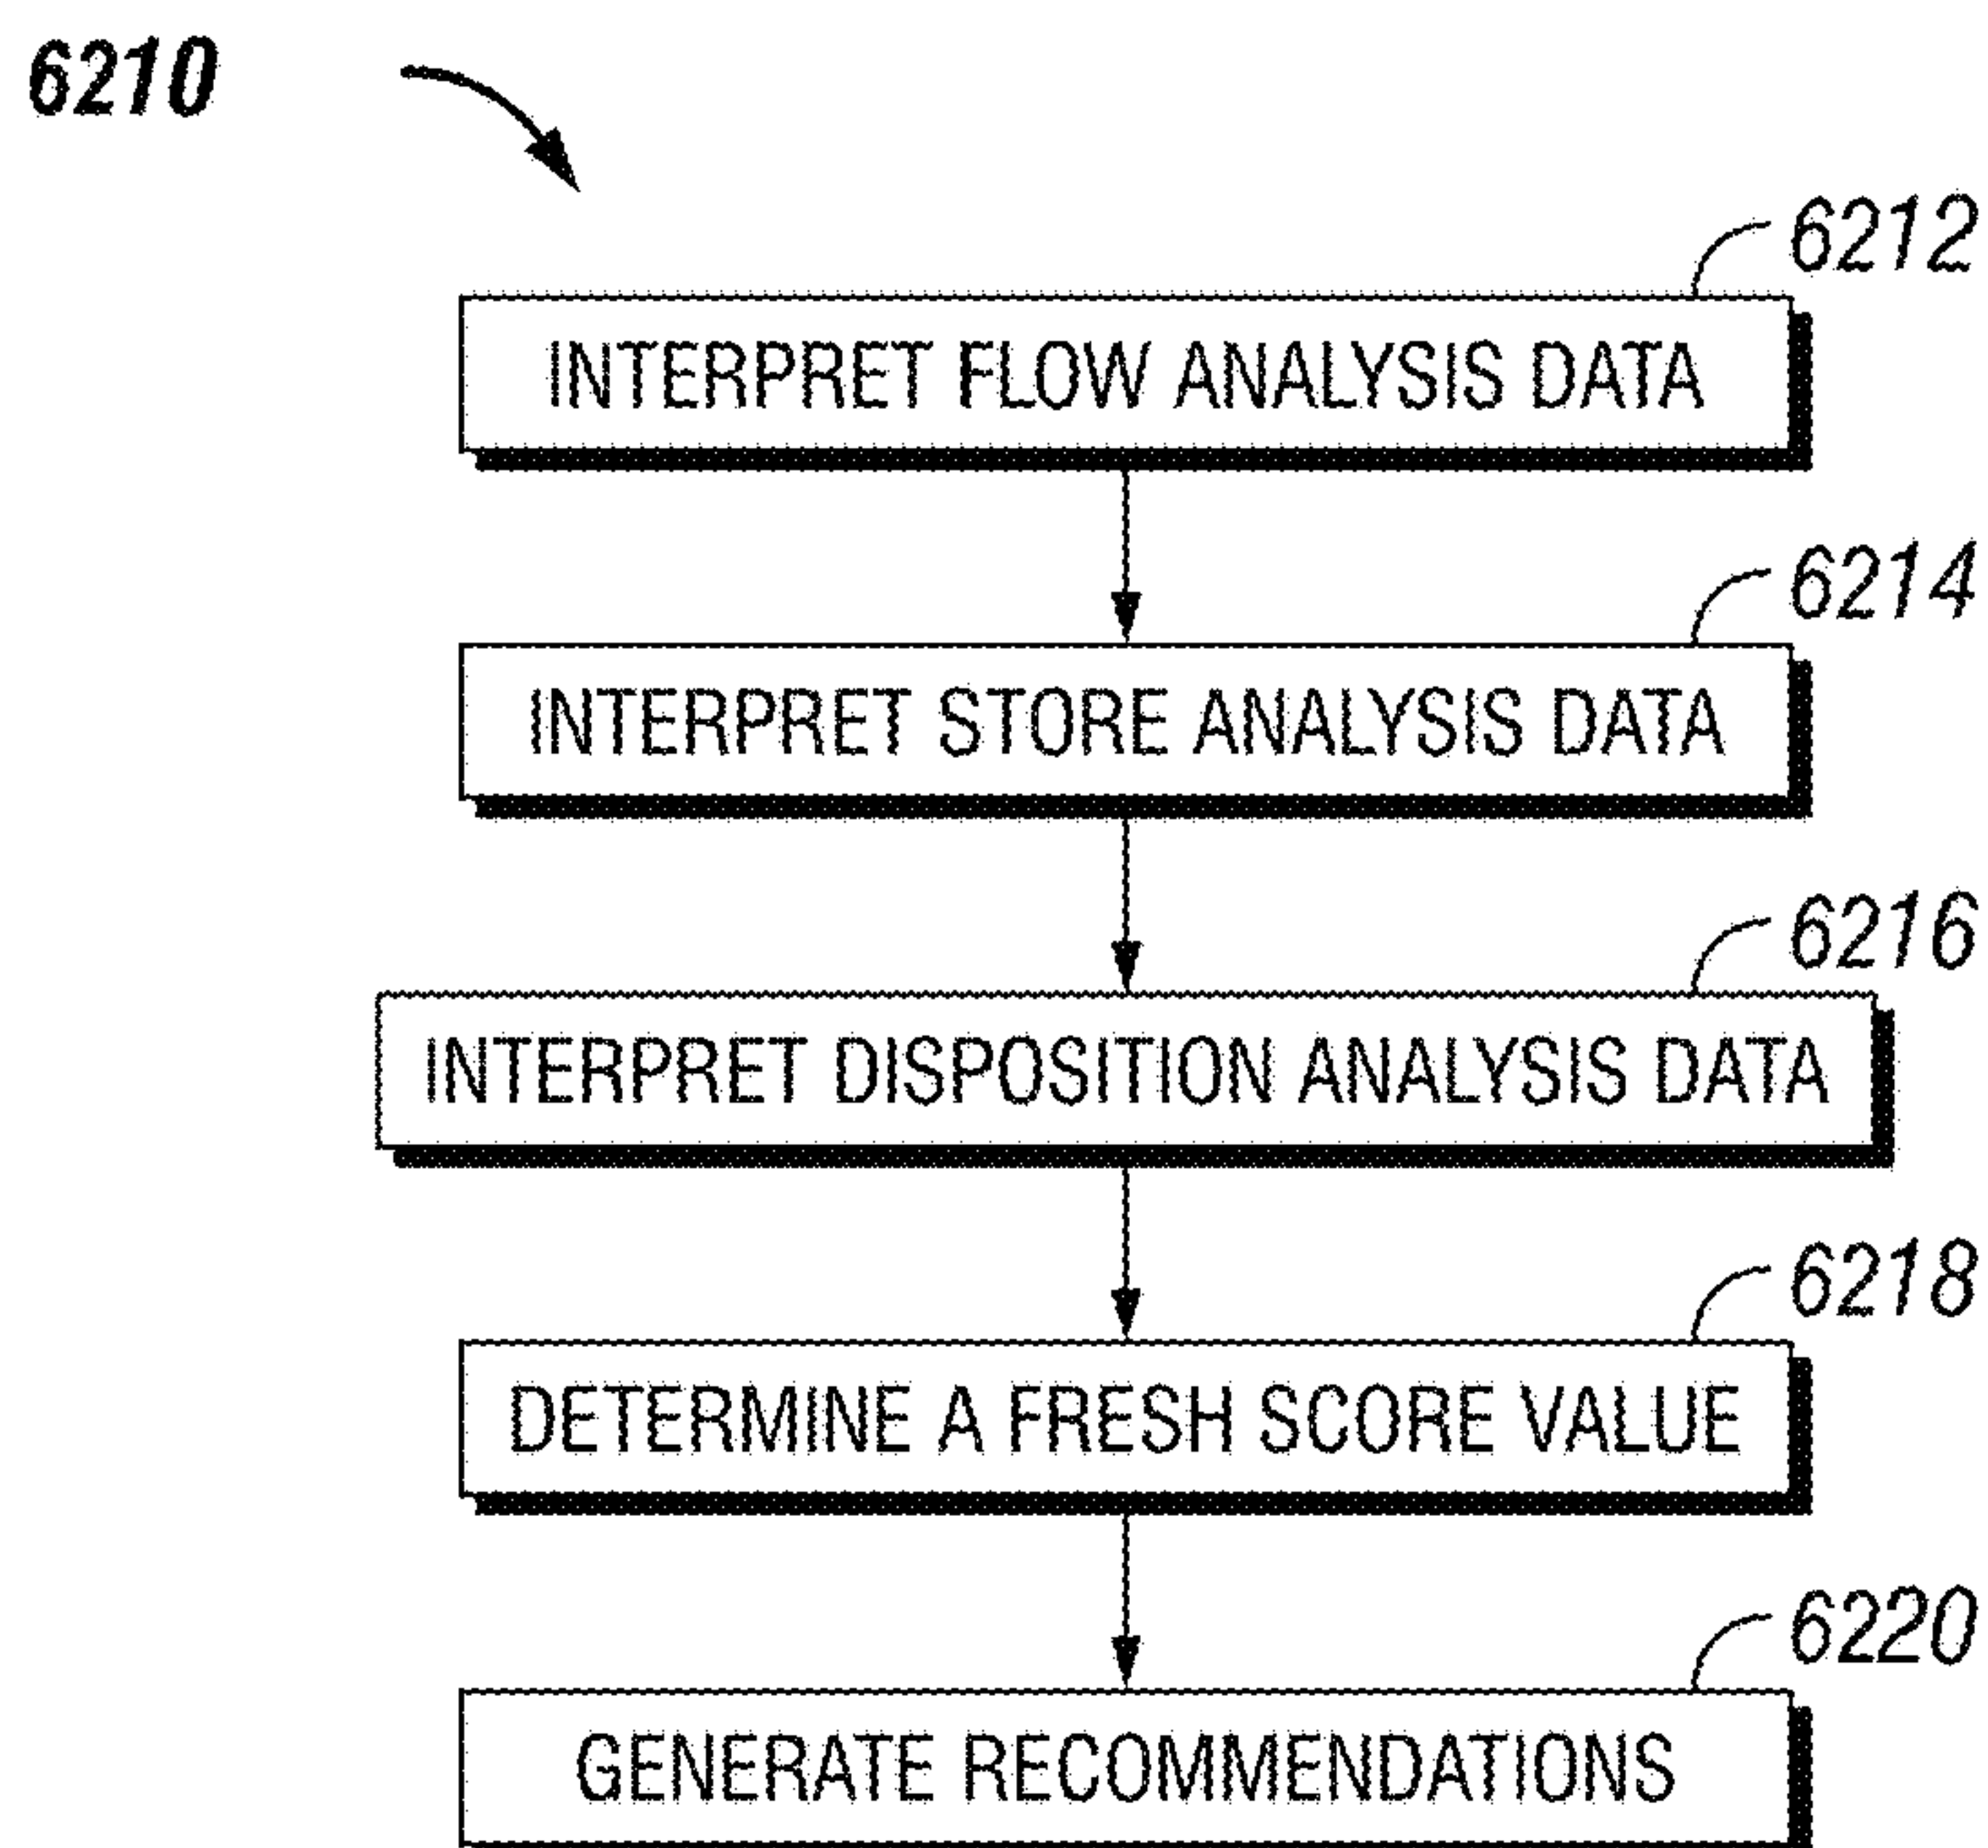 6210
6212
INTERPRET FLOW ANALYSIS DATA
6214
INTERPRET STORE ANALYSIS DATA
6216
INTERPRET DISPOSITION ANALYSIS DATA
6218
DETERMINE A FRESH SCORE VALUE
6220
GENERATE RECOMMENDATIONS